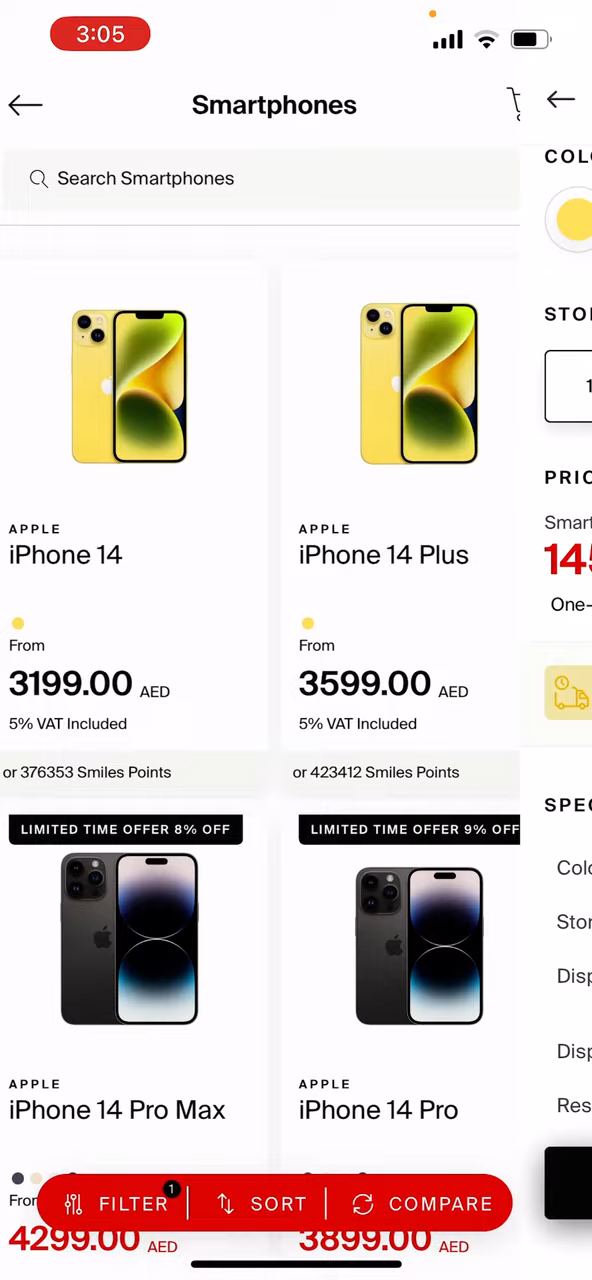 3:05
Smartphones
Search Smartphones
APPLE
iPhone 14
From
3199.00 AED
5% VAT Included
or 376353 Smiles Points
APPLE
iPhone 14 Plus
From
3599.00 AED
5% VAT Included
or 423412 Smiles Points
LIMITED TIME OFFER 8% OFF
APPLE
iPhone 14 Pro Max
4299.00 AED
LIMITED TIME OFFER 9% OFF
APPLE
iPhone 14 Pro
3899.00 AED
FILTER 1
SORT
COMPARE
One-